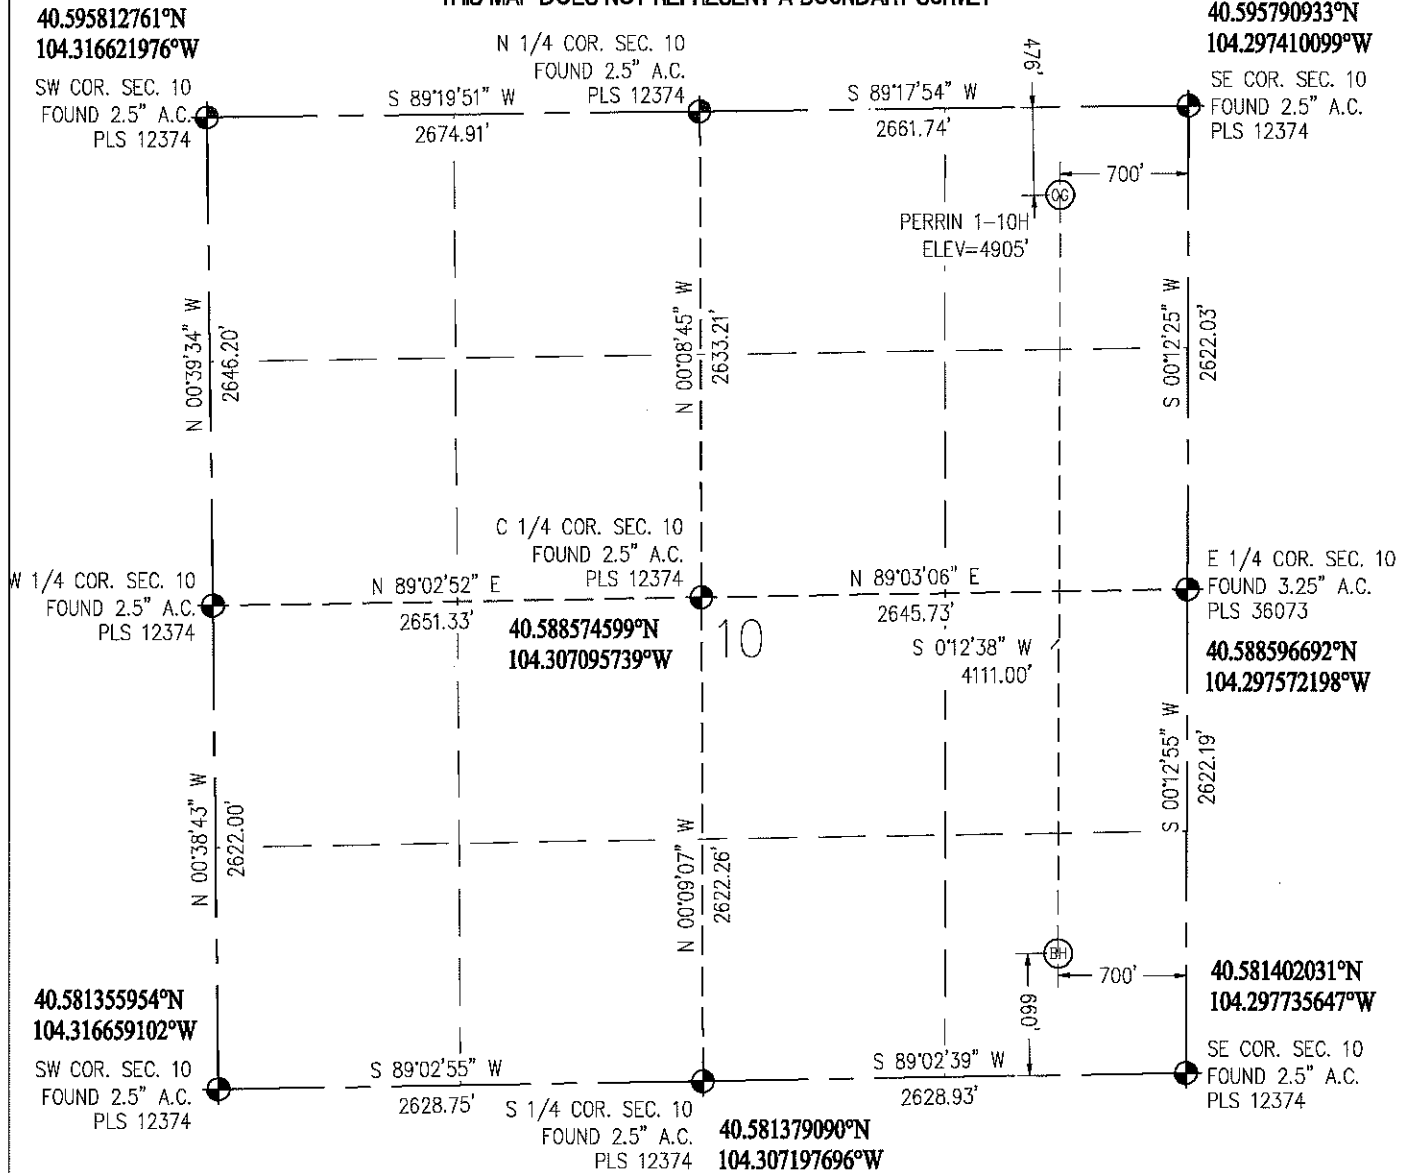 40.595812761°N
104.316621976°W
SW COR. SEC. 10
FOUND 2.5" A.C.
PLS 12374
N 1/4 COR. SEC. 10
FOUND 2.5" A.C.
PLS 12374
40.595790933°N
104.297410099°W
SE COR. SEC. 10
FOUND 2.5" A.C.
PLS 12374
S 89°19'51" W
2674.91'
S 89°17'54" W
2661.74'
476'
700'
OG
PERRIN 1-10H
ELEV=4905'
N 00°39'34" W
2646.20'
N 00°08'45" W
2633.21'
S 00°12'25" W
2622.03'
W 1/4 COR. SEC. 10
FOUND 2.5" A.C.
PLS 12374
N 89°02'52" E
2651.33'
C 1/4 COR. SEC. 10
FOUND 2.5" A.C.
PLS 12374
40.588574599°N
104.307095739°W
10
N 89°03'06" E
2645.73'
S 0°12'38" W
4111.00'
E 1/4 COR. SEC. 10
FOUND 3.25" A.C.
PLS 36073
40.588596692°N
104.297572198°W
N 00°38'43" W
2622.00'
N 00°09'07" W
2622.26'
S 00°12'55" W
2622.19'
BH
700'
660'
40.581355954°N
104.316659102°W
SW COR. SEC. 10
FOUND 2.5" A.C.
PLS 12374
S 89°02'55" W
2628.75'
S 1/4 COR. SEC. 10
FOUND 2.5" A.C.
PLS 12374
40.581379090°N
104.307197696°W
S 89°02'39" W
2628.93'
40.581402031°N
104.297735647°W
SE COR. SEC. 10
FOUND 2.5" A.C.
PLS 12374